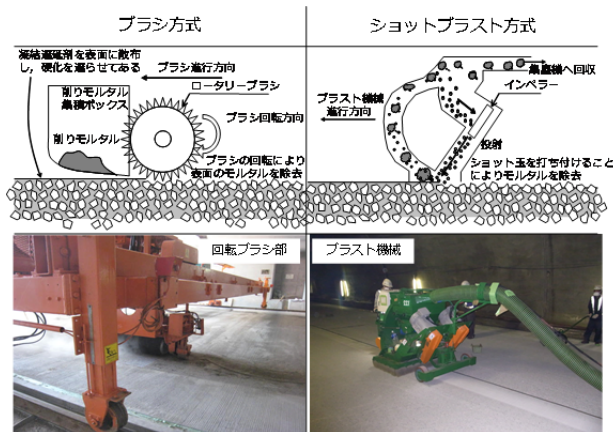 ブラシ方式
ショットブラスト方式
凝結遅延剤を表面に散布
し，硬化を遅らせてある
ブラシ進行方向
ロータリーブラシ
削りモルタル
集積ボックス
削りモルタル
ブラシ回転方向
ブラシの回転により
表面のモルタルを除去
集塵機へ回収
インペラー
ブラスト機械
進行方向
投射
ショット玉を打ち付けること
によりモルタルを除去
回転ブラシ部
ブラスト機械